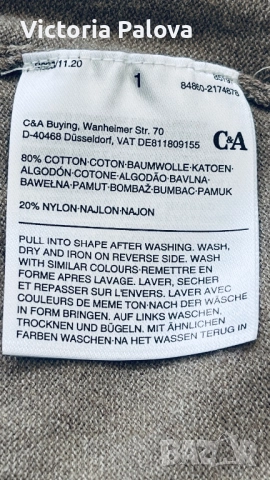 Victoria Palova
/11.20
1
84860-2174878
C&A Buying, Wanheimer Str. 70
D-40468 Düsseldorf, VAT DE811809155
C&A
80% COTTON·COTON·BAUMWOLLE·KATOEN·
ALGODÓN·COTONE·ALGODÃO·BAVLNA·
BAWEŁNA·PAMUT·BOMBAŽ·BUMBAC·PAMUK
20% NYLON·NAJLON·NAJON
PULL INTO SHAPE AFTER WASHING. WASH,
DRY AND IRON ON REVERSE SIDE. WASH
WITH SIMILAR COLOURS·REMETTRE EN
FORME APRES LAVAGE. LAVER, SECHER
ET REPASSER SUR L'ENVERS. LAVER AVEC
COULEURS DE MEME TON·NACH DER WÄSCHE
IN FORM BRINGEN. AUF LINKS WASCHEN,
TROCKNEN UND BÜGELN. MIT ÄHNLICHEN
FARBEN WASCHEN·NA HET WASSEN TERUG IN
bazar